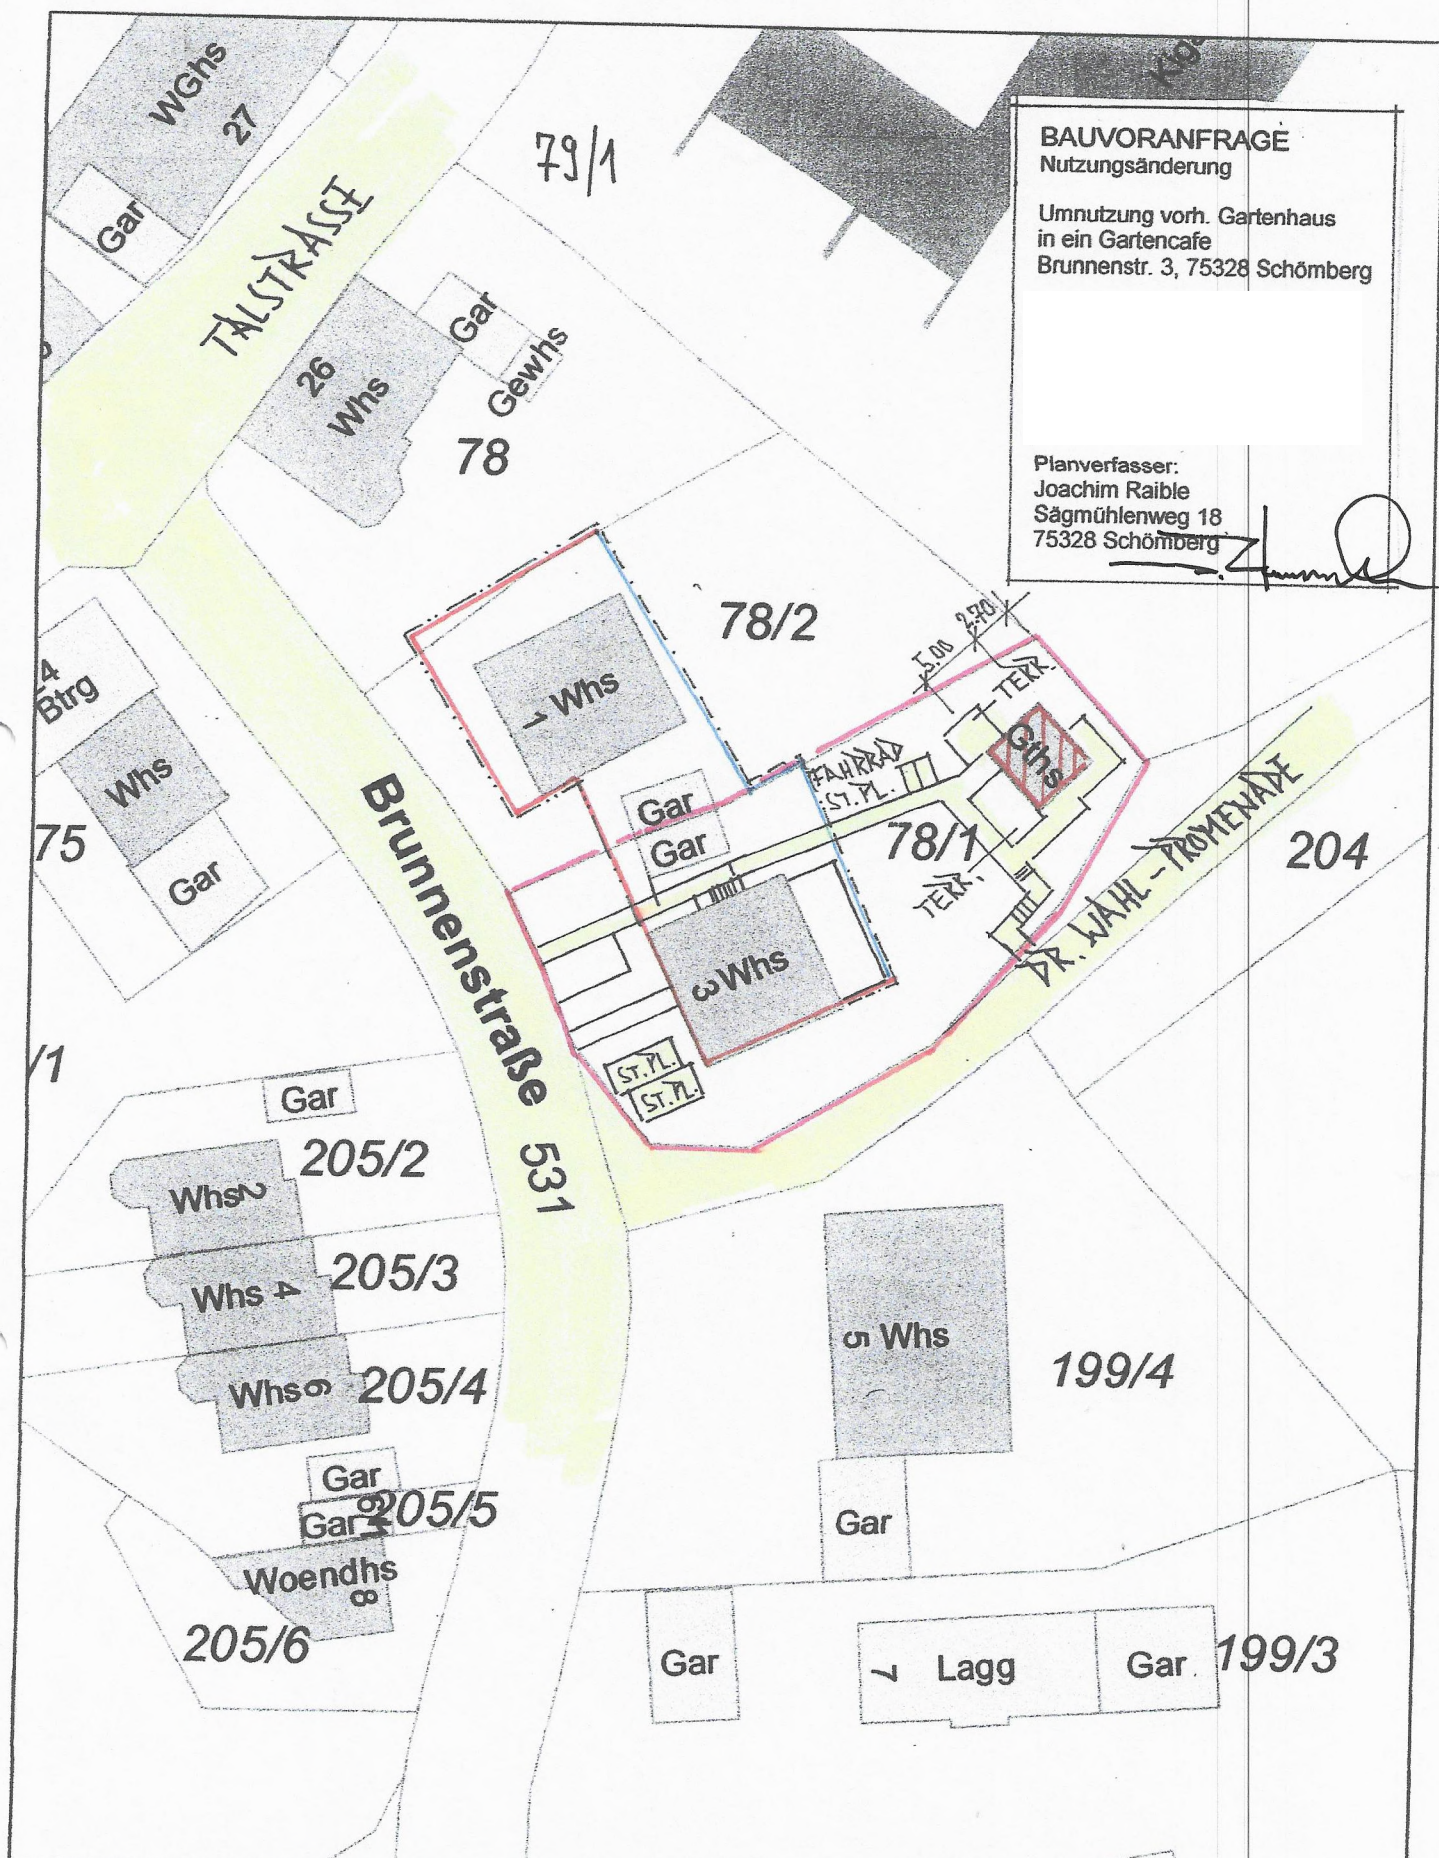 WGhs
27
Gar
TALSTRASSE
79/1
BAUVORANFRAGE
Nutzungsänderung
Umnutzung vorh. Gartenhaus
in ein Gartencafe
Brunnenstr. 3, 75328 Schömberg
Planverfasser:
Joachim Raible
Sägmühlenweg 18
75328 Schömberg
26
Whs
Gar
Gewhs
78
78/2
5.00
2.70
TERR.
Gths
1 Whs
FAHRRAD
ST.PL.
78/1
TERR.
DR. WAHL-PROMENADE
204
Btrg
Whs
75
Gar
Gar
Gar
Brunnenstraße 531
3 Whs
ST.PL.
ST.PL.
/1
Gar
205/2
Whs 2
205/3
Whs 4
205/4
Whs 6
Gar
205/5
Gar
Woendhs
8
205/6
5 Whs
199/4
Gar
Gar
7 Lagg
Gar
199/3